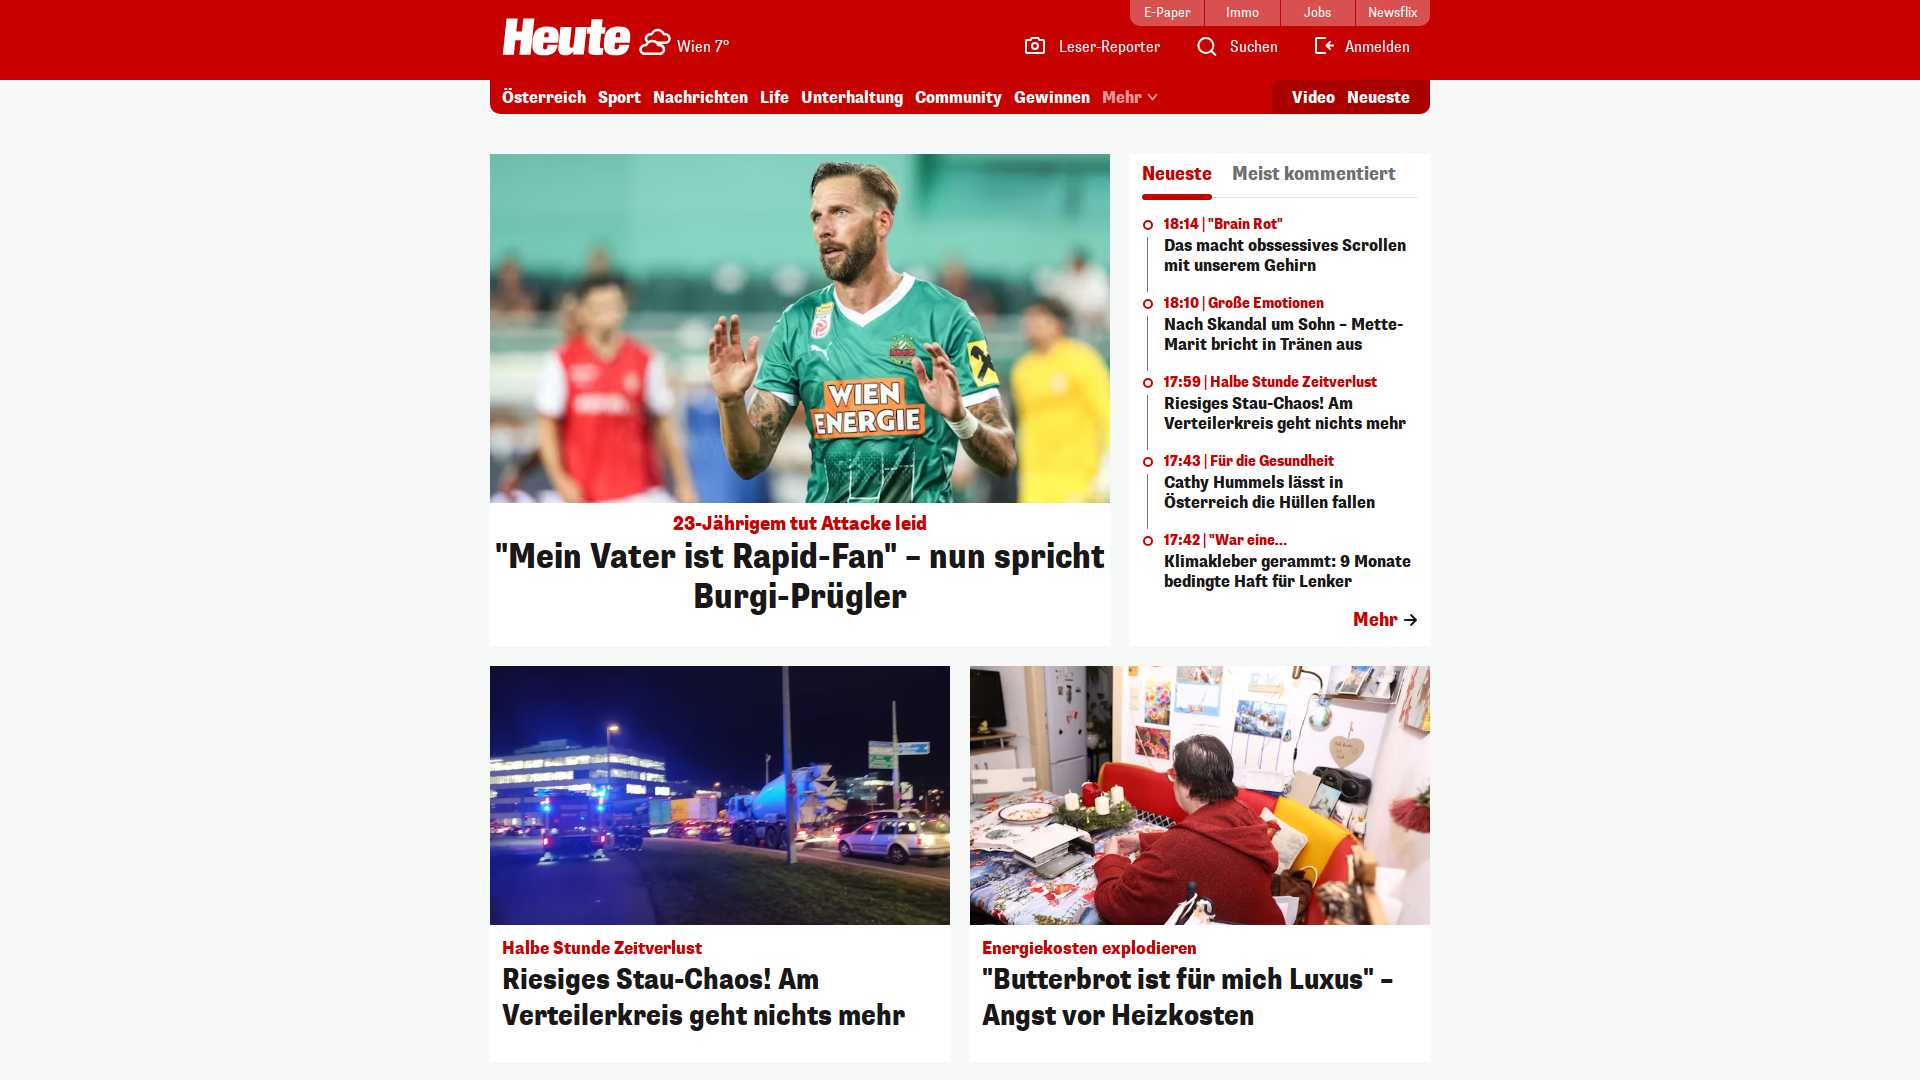 E-Paper
Immo
Jobs
Newsflix
Heute
Wien 7°
Leser-Reporter
Suchen
Anmelden
Österreich
Sport
Nachrichten
Life
Unterhaltung
Community
Gewinnen
Mehr
Video
Neueste
WIEN
ENERGIE
23-Jährigem tut Attacke leid
"Mein Vater ist Rapid-Fan" – nun spricht
Burgi-Prügler
Neueste
Meist kommentiert
18:14 | "Brain Rot"
Das macht obssessives Scrollen
mit unserem Gehirn
18:10 | Große Emotionen
Nach Skandal um Sohn – Mette-
Marit bricht in Tränen aus
17:59 | Halbe Stunde Zeitverlust
Riesiges Stau-Chaos! Am
Verteilerkreis geht nichts mehr
17:43 | Für die Gesundheit
Cathy Hummels lässt in
Österreich die Hüllen fallen
17:42 | "War eine...
Klimakleber gerammt: 9 Monate
bedingte Haft für Lenker
Mehr
Halbe Stunde Zeitverlust
Riesiges Stau-Chaos! Am
Verteilerkreis geht nichts mehr
Energiekosten explodieren
"Butterbrot ist für mich Luxus" –
Angst vor Heizkosten